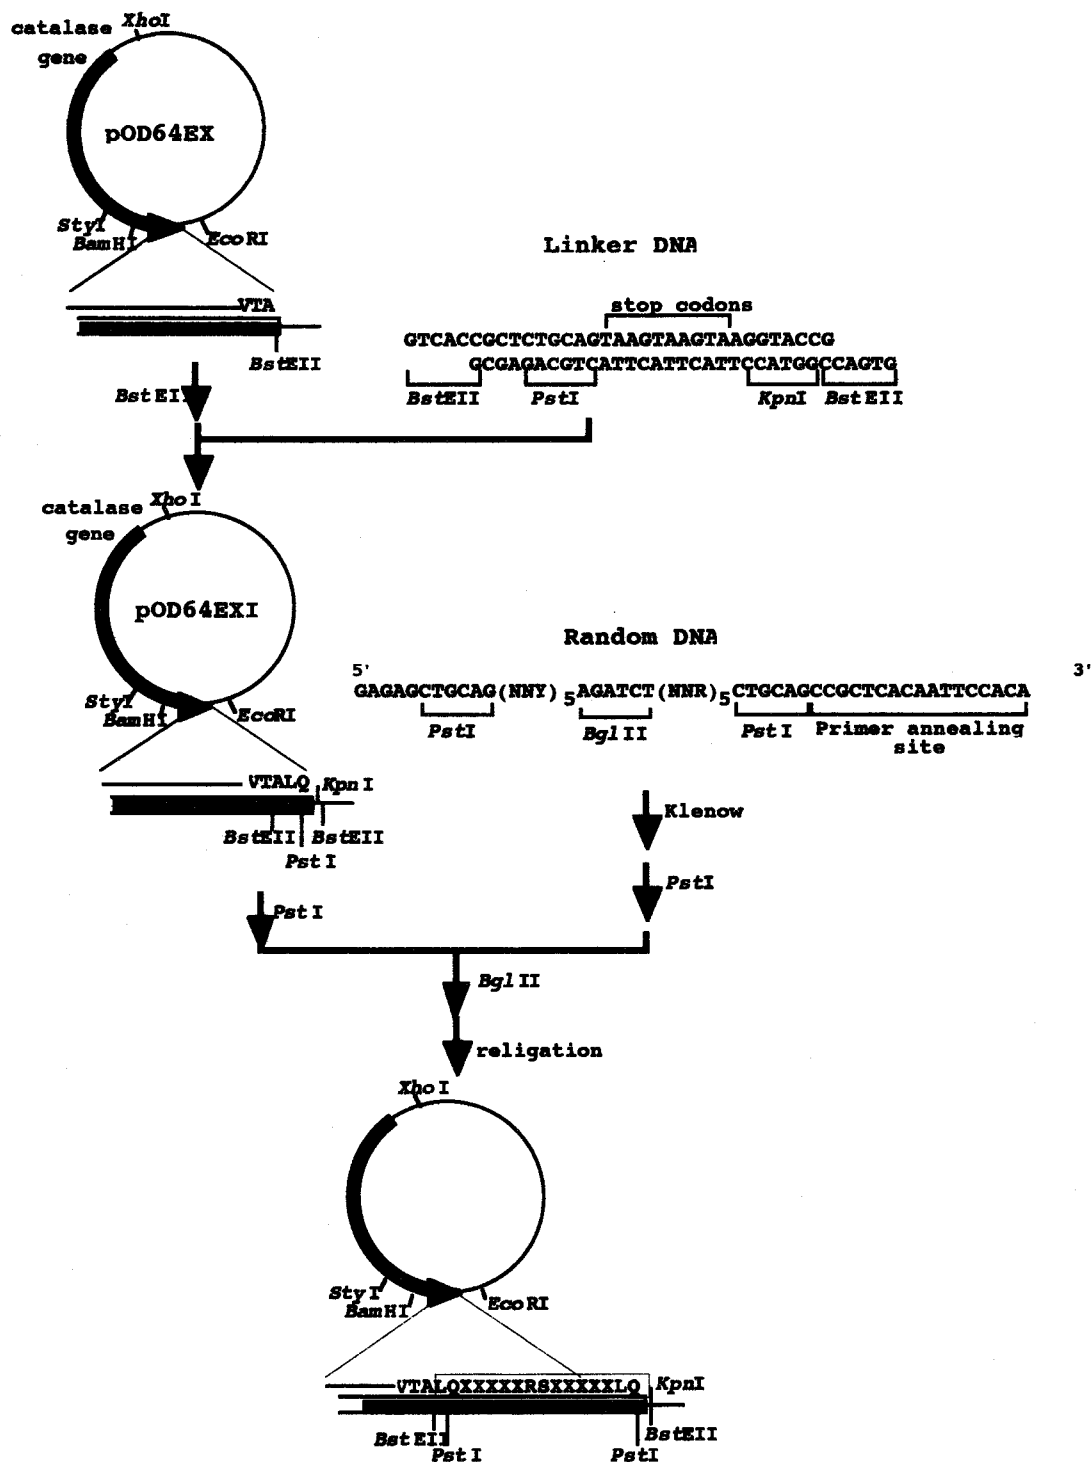 catalase XhoI
gene
pOD64EX
StyI
BamHI EcoRI
Linker DNA
VTA
BstEII
stop codons
GTCACCGCTCTGCAGTAAGTAAGTAAGGTACCG
GCGAGACGTCATTCATTCATTCCATGGCCAGTG
BstEII PstI KpnI BstEII
BstEII
catalase XhoI
gene
pOD64EXI
StyI
BamHI EcoRI
Random DNA
5' 3'
GAGAGCTGCAG(NNY)5AGATCT(NNR)5CTGCAGCCGCTCACAATTCCACA
PstI BglII PstI Primer annealing
site
VTALQ KpnI
BstEII BstEII
PstI
Klenow
PstI
PstI
BglII
religation
XhoI
StyI
BamHI EcoRI
VTALQXXXXXRSXXXXXLQ KpnI
BstEII BstEII
PstI PstI